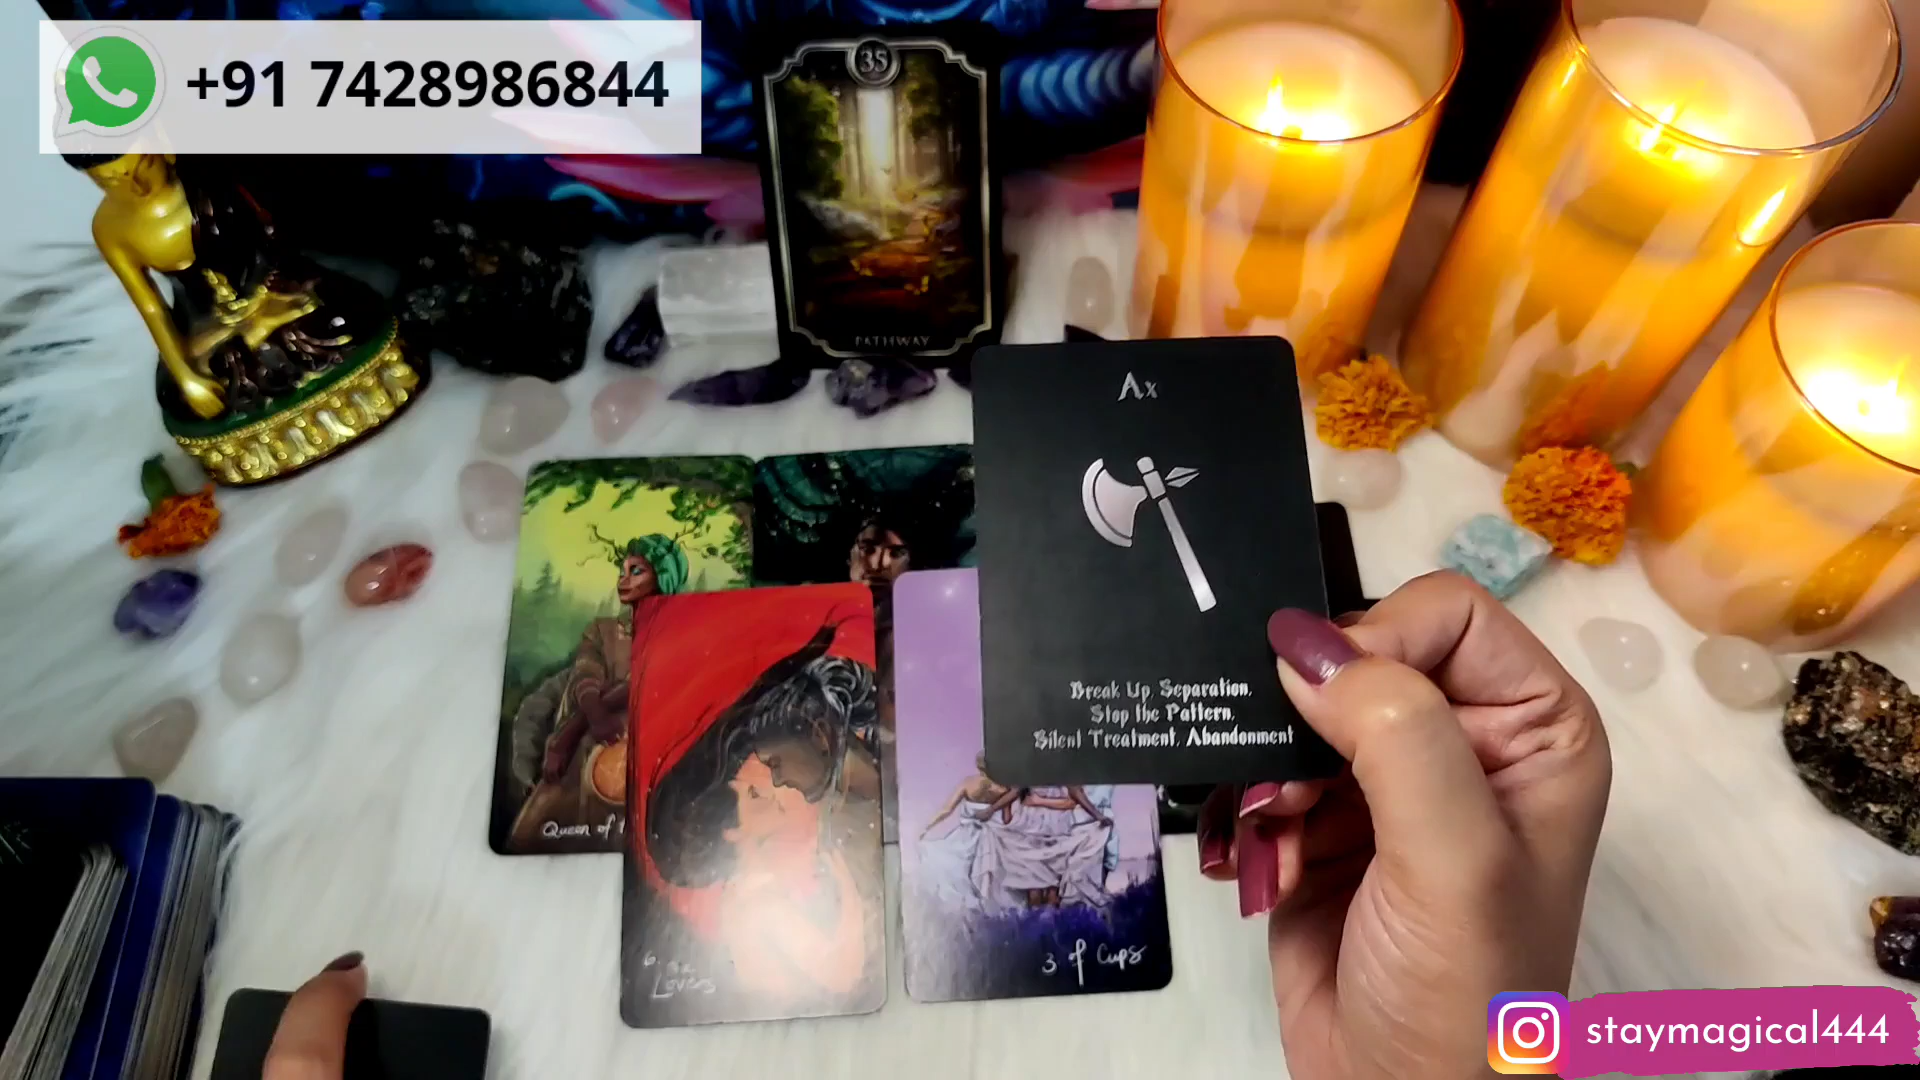 +91 7428986844
35
PATHWAY
Ax
Break Up, Separation,
Stop the Pattern,
Silent Treatment, Abandonment
Queen of
6.
Lovers
3 of Cups
staymagical444